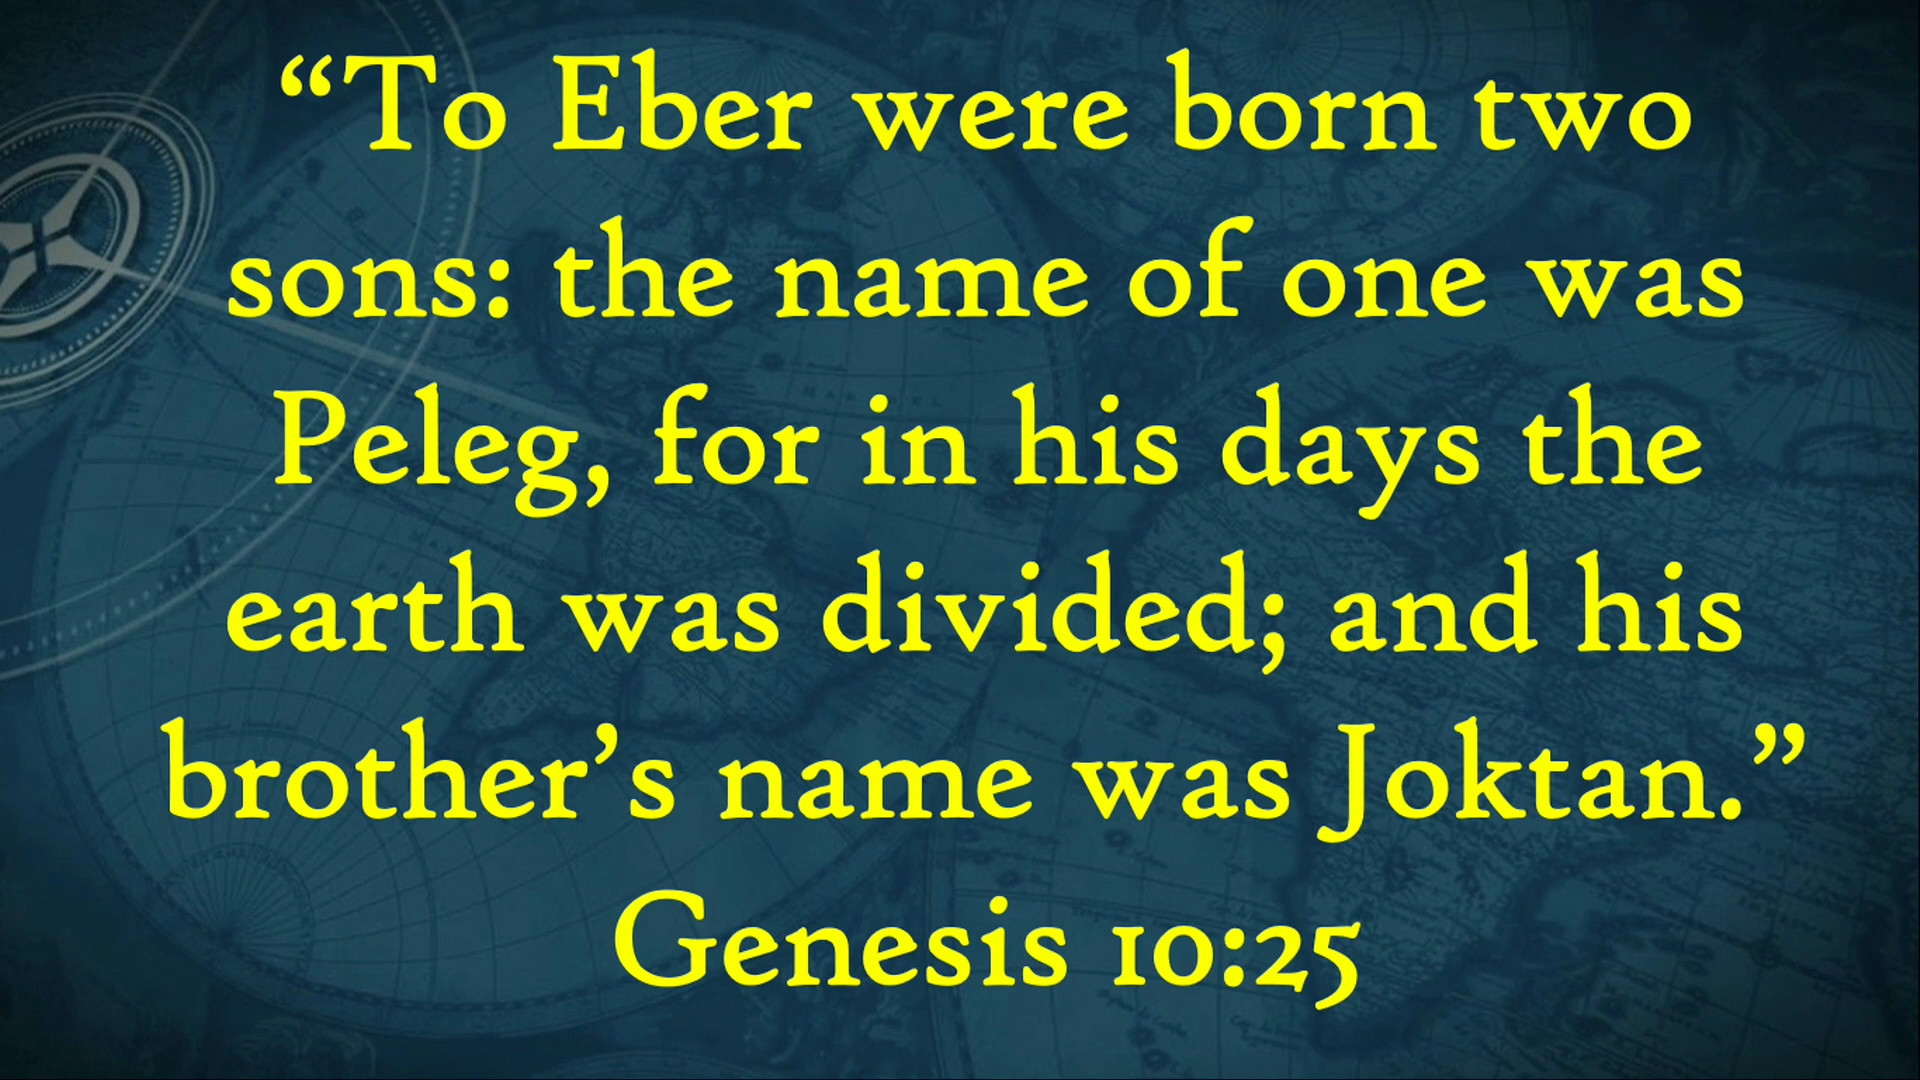 “To Eber were born two
sons: the name of one was
Peleg, for in his days the
earth was divided; and his
brother’s name was Joktan.”
Genesis 10:25